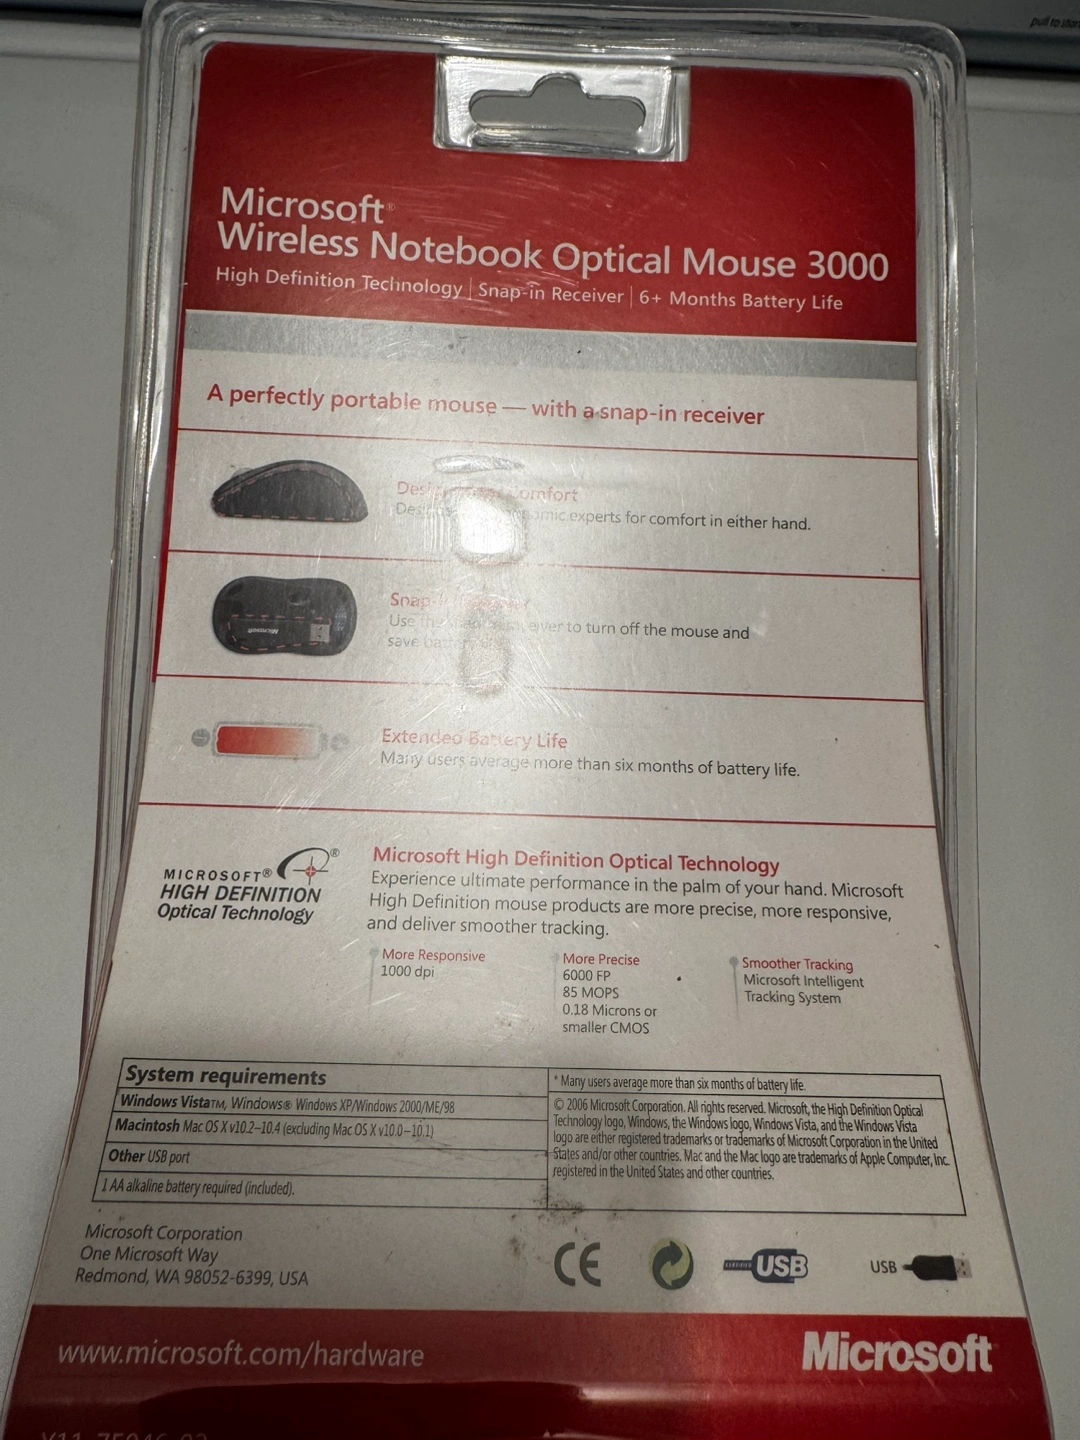 pull to
Microsoft®
Wireless Notebook Optical Mouse 3000
High Definition Technology | Snap-in Receiver | 6+ Months Battery Life
A perfectly portable mouse — with a snap-in receiver
Comfort
experts for comfort in either hand.
Snap-
Use to turn off the mouse and
save
Microsoft
Extended Battery Life
Many users average more than six months of battery life.
MICROSOFT®
HIGH DEFINITION
Optical Technology
®
Microsoft High Definition Optical Technology
Experience ultimate performance in the palm of your hand. Microsoft
High Definition mouse products are more precise, more responsive,
and deliver smoother tracking.
More Responsive
1000 dpi
More Precise
6000 FP
85 MOPS
0.18 Microns or
smaller CMOS
Smoother Tracking
Microsoft Intelligent
Tracking System
System requirements
Windows Vista™, Windows® Windows XP/Windows 2000/ME/98
Macintosh Mac OS X v10.2–10.4 (excluding Mac OS X v10.0–10.1)
Other USB port
1 AA alkaline battery required (included).
* Many users average more than six months of battery life.
© 2006 Microsoft Corporation. All rights reserved. Microsoft, the High Definition Optical
Technology logo, Windows, the Windows logo, Windows Vista, and the Windows Vista
logo are either registered trademarks or trademarks of Microsoft Corporation in the United
States and/or other countries. Mac and the Mac logo are trademarks of Apple Computer, Inc.
registered in the United States and other countries.
Microsoft Corporation
One Microsoft Way
Redmond, WA 98052-6399, USA
CE
CERTIFIED USB
USB
www.microsoft.com/hardware
Microsoft